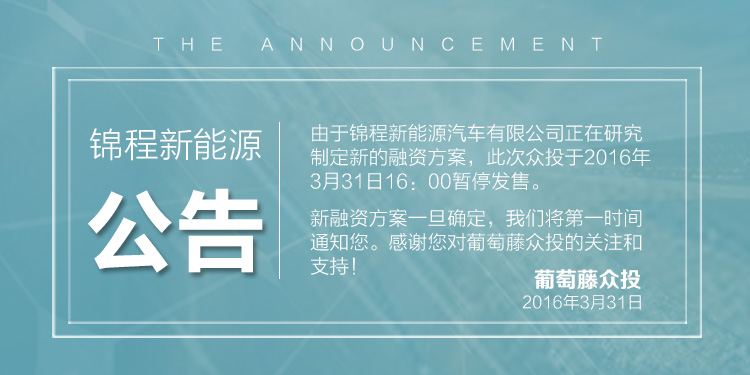 THE ANNOUNCEMENT
锦程新能源
公告
由于锦程新能源汽车有限公司正在研究
制定新的融资方案，此次众投于2016年
3月31日16：00暂停发售。
新融资方案一旦确定，我们将第一时间
通知您。感谢您对葡萄藤众投的关注和
支持！
葡萄藤众投
2016年3月31日